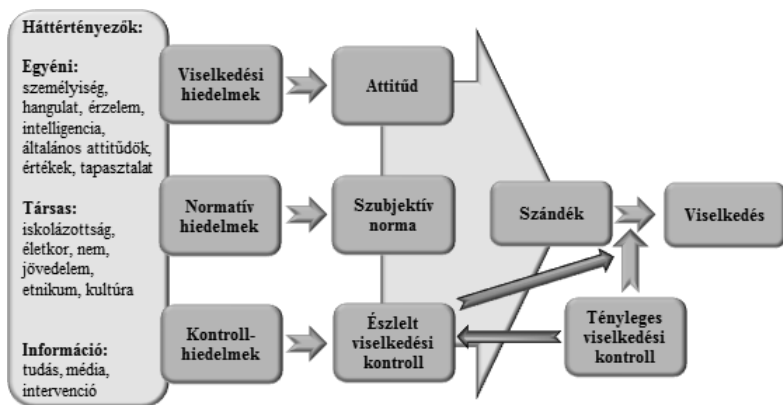 Háttértényezők:
Egyéni:
személyiség,
hangulat, érzelem,
intelligencia,
általános attitűdök,
értékek, tapasztalat
Társas:
iskolázottság,
életkor, nem,
jövedelem,
etnikum, kultúra
Információ:
tudás, média,
intervenció
Viselkedési
hiedelmek
Attitűd
Normatív
hiedelmek
Szubjektív
norma
Szándék
Viselkedés
Kontroll-
hiedelmek
Észlelt
viselkedési
kontroll
Tényleges
viselkedési
kontroll